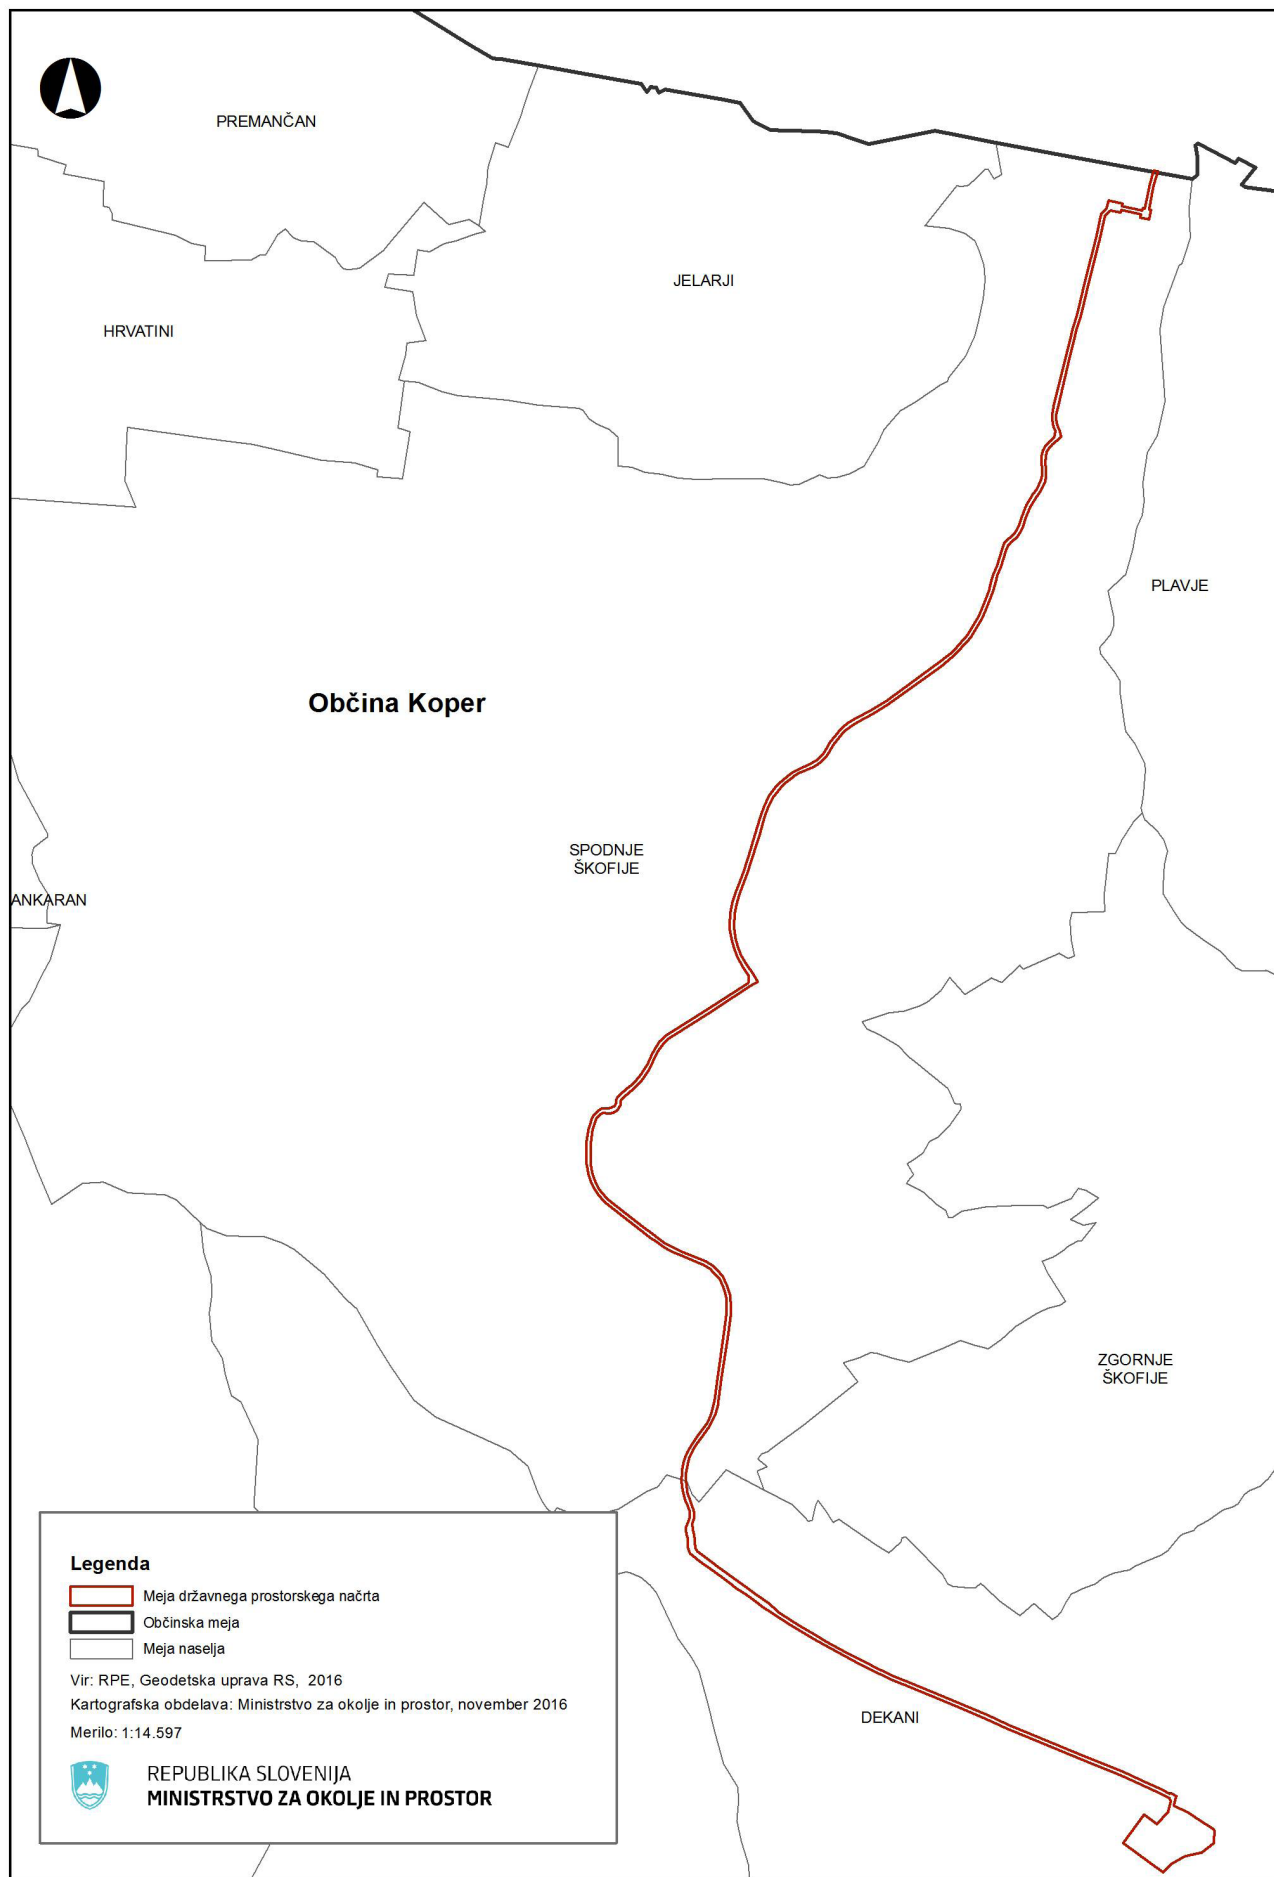 PREMANČAN
JELARJI
HRVATINI
PLAVJE
Občina Koper
SPODNJE
ŠKOFIJE
ANKARAN
ZGORNJE
ŠKOFIJE
DEKANI
Legenda
Meja državnega prostorskega načrta
Občinska meja
Meja naselja
Vir: RPE, Geodetska uprava RS, 2016
Kartografska obdelava: Ministrstvo za okolje in prostor, november 2016
Merilo: 1:14.597
REPUBLIKA SLOVENIJA
MINISTRSTVO ZA OKOLJE IN PROSTOR